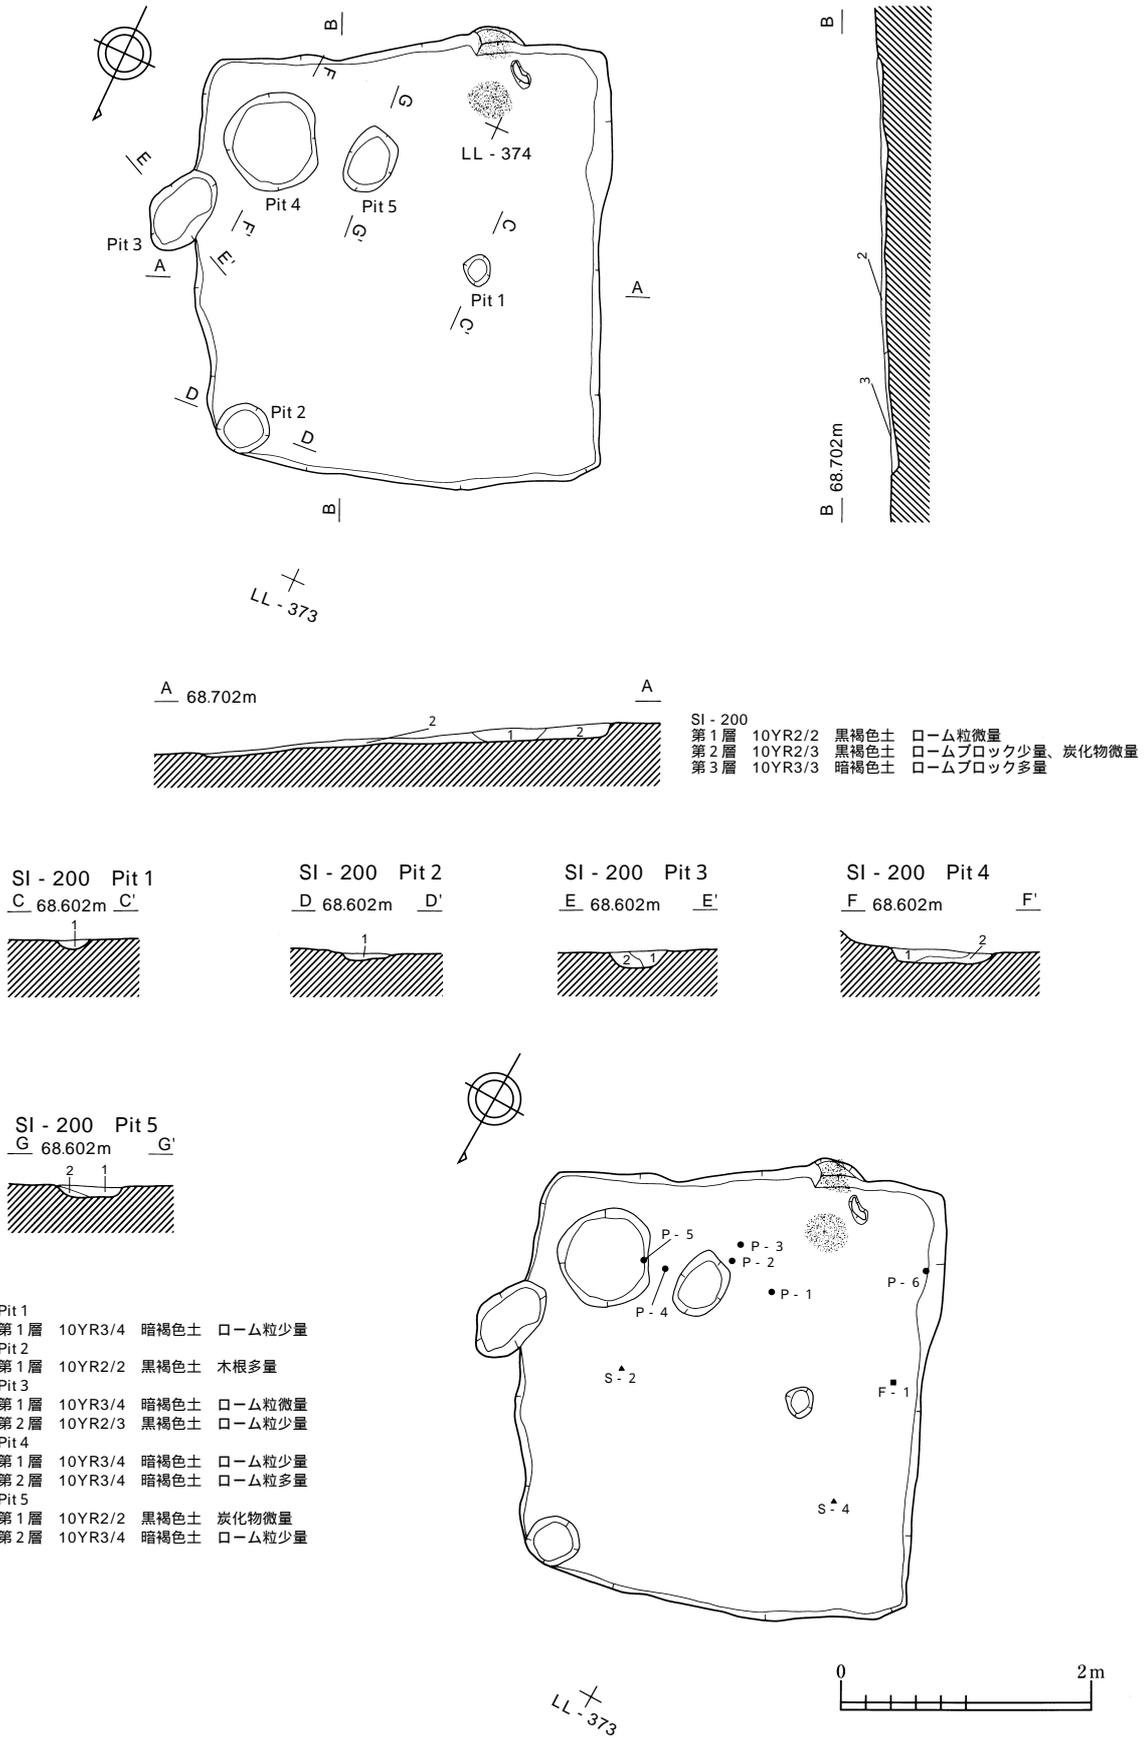 B
B
F
G
LL - 374
E
Pit 4
Pit 5
F'
G'
C
Pit 3
A
E'
Pit 1
C'
A
D
Pit 2
D
B
2
3
B 68.702m
LL - 373
A 68.702m
A
2
1
2
SI - 200
第1層 10YR2/2 黒褐色土 ローム粒微量
第2層 10YR2/3 黒褐色土 ロームブロック少量、炭化物微量
第3層 10YR3/3 暗褐色土 ロームブロック多量
SI - 200 Pit 1
C 68.602m C'
1
SI - 200 Pit 2
D 68.602m D'
1
SI - 200 Pit 3
E 68.602m E'
2 1
SI - 200 Pit 4
F 68.602m F'
1 2
SI - 200 Pit 5
G 68.602m G'
2 1
P - 5
P - 3
P - 2
P - 6
P - 1
P - 4
S - 2
F - 1
S - 4
Pit 1
第1層 10YR3/4 暗褐色土 ローム粒少量
Pit 2
第1層 10YR2/2 黒褐色土 木根多量
Pit 3
第1層 10YR3/4 暗褐色土 ローム粒微量
第2層 10YR2/3 黒褐色土 ローム粒少量
Pit 4
第1層 10YR3/4 暗褐色土 ローム粒少量
第2層 10YR3/4 暗褐色土 ローム粒多量
Pit 5
第1層 10YR2/2 黒褐色土 炭化物微量
第2層 10YR3/4 暗褐色土 ローム粒少量
LL - 373
0 2m